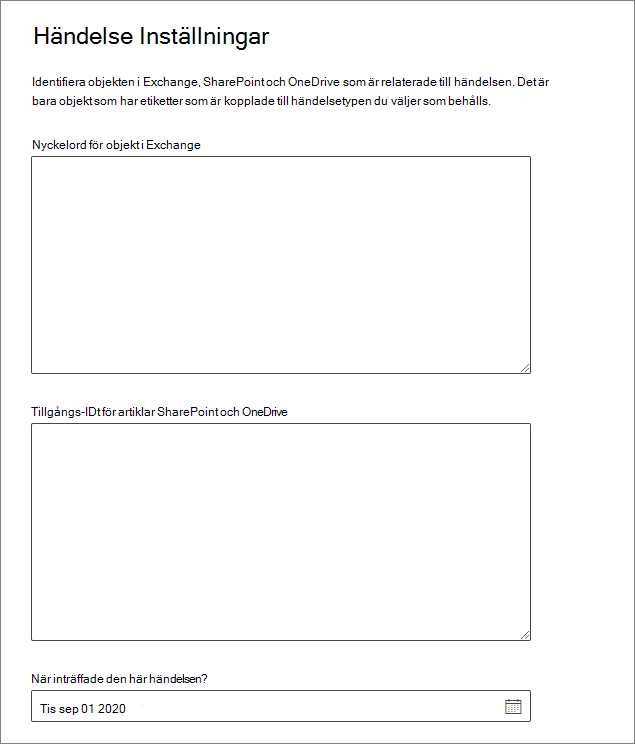 Händelse Inställningar
Identifiera objekten i Exchange, SharePoint och OneDrive som är relaterade till händelsen. Det är
bara objekt som har etiketter som är kopplade till händelsetypen du väljer som behålls.
Nyckelord för objekt i Exchange
Tillgångs-IDt för artiklar SharePoint och OneDrive
När inträffade den här händelsen?
Tis sep 01 2020